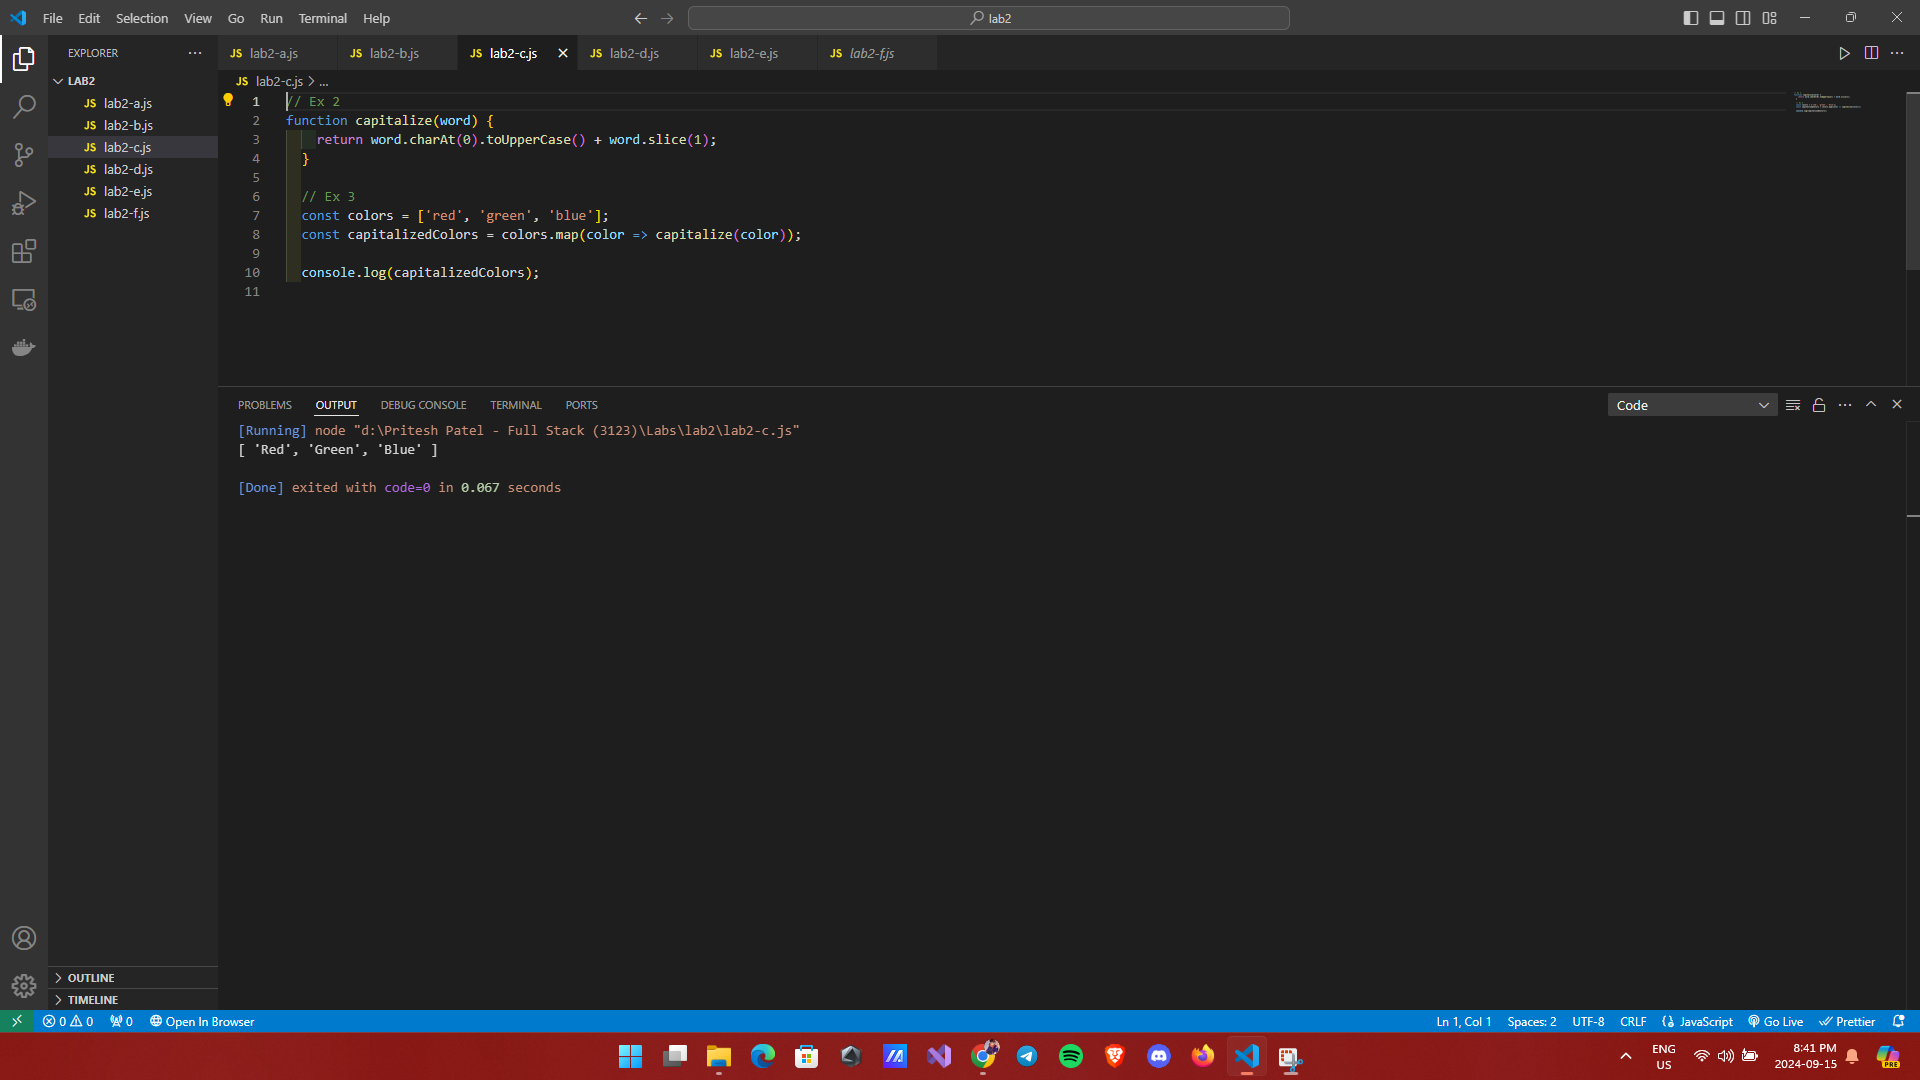 File Edit Selection View Go Run Terminal Help
lab2
EXPLORER
LAB2
JS lab2-a.js
JS lab2-b.js
JS lab2-c.js
JS lab2-d.js
JS lab2-e.js
JS lab2-f.js
OUTLINE
TIMELINE
JS lab2-a.js JS lab2-b.js JS lab2-c.js JS lab2-d.js JS lab2-e.js JS lab2-f.js
JS lab2-c.js > ...
1 // Ex 2
2 function capitalize(word) {
3 return word.charAt(0).toUpperCase() + word.slice(1);
4 }
5
6 // Ex 3
7 const colors = ['red', 'green', 'blue'];
8 const capitalizedColors = colors.map(color => capitalize(color));
9
10 console.log(capitalizedColors);
11
PROBLEMS OUTPUT DEBUG CONSOLE TERMINAL PORTS
Code
[Running] node "d:\Pritesh Patel - Full Stack (3123)\Labs\lab2\lab2-c.js"
[ 'Red', 'Green', 'Blue' ]
[Done] exited with code=0 in 0.067 seconds
0 0 0 Open In Browser
Ln 1, Col 1 Spaces: 2 UTF-8 CRLF JavaScript Go Live Prettier
ENG
US
8:41 PM
2024-09-15
PRE